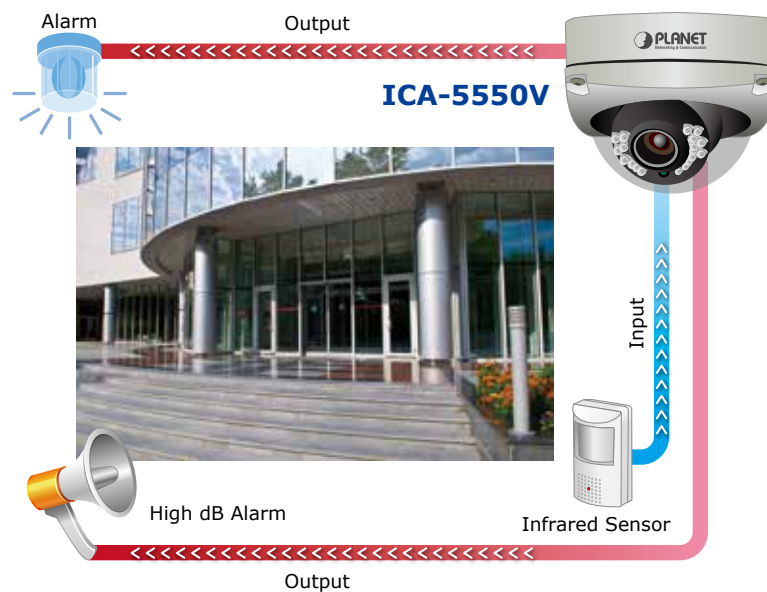 Alarm
Output
PLANET
Networking & Communication
ICA-5550V
Input
High dB Alarm
Infrared Sensor
Output